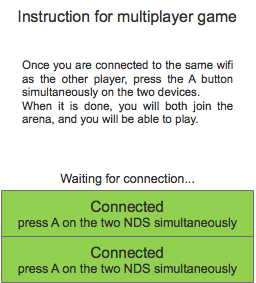 Instruction for multiplayer game
Once you are connected to the same wifi
as the other player, press the A button
simultaneously on the two devices.
When it is done, you will both join the
arena, and you will be able to play.
Waiting for connection...
Connected
press A on the two NDS simultaneously
Connected
press A on the two NDS simultaneously